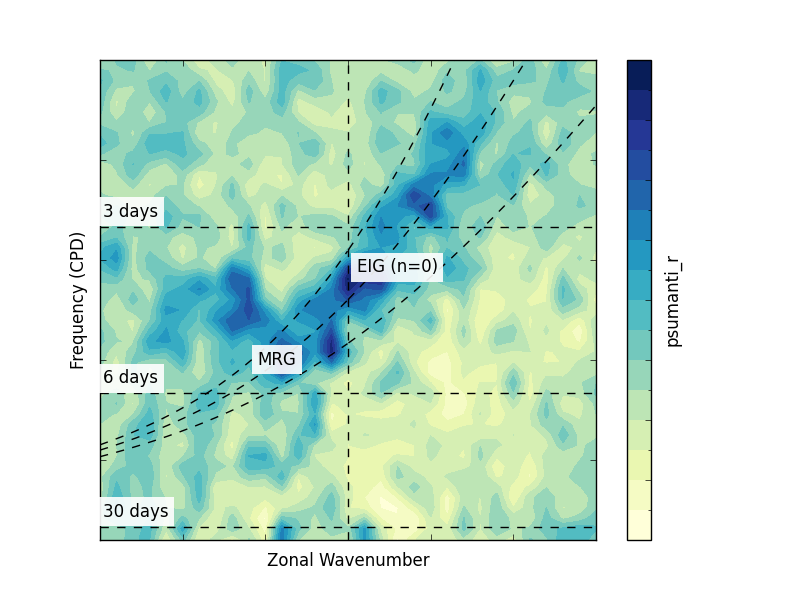 3 days
EIG (n=0)
MRG
6 days
30 days
Frequency (CPD)
Zonal Wavenumber
psumanti_r